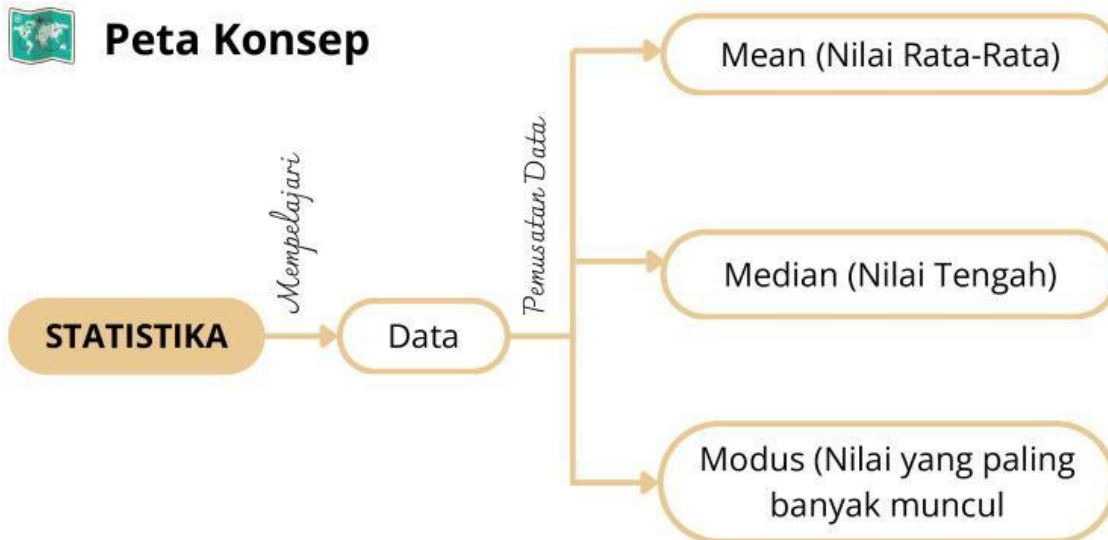 Peta Konsep
Mean (Nilai Rata-Rata)
Mempelajari
Pemusatan Data
Median (Nilai Tengah)
STATISTIKA
Data
Modus (Nilai yang paling
banyak muncul